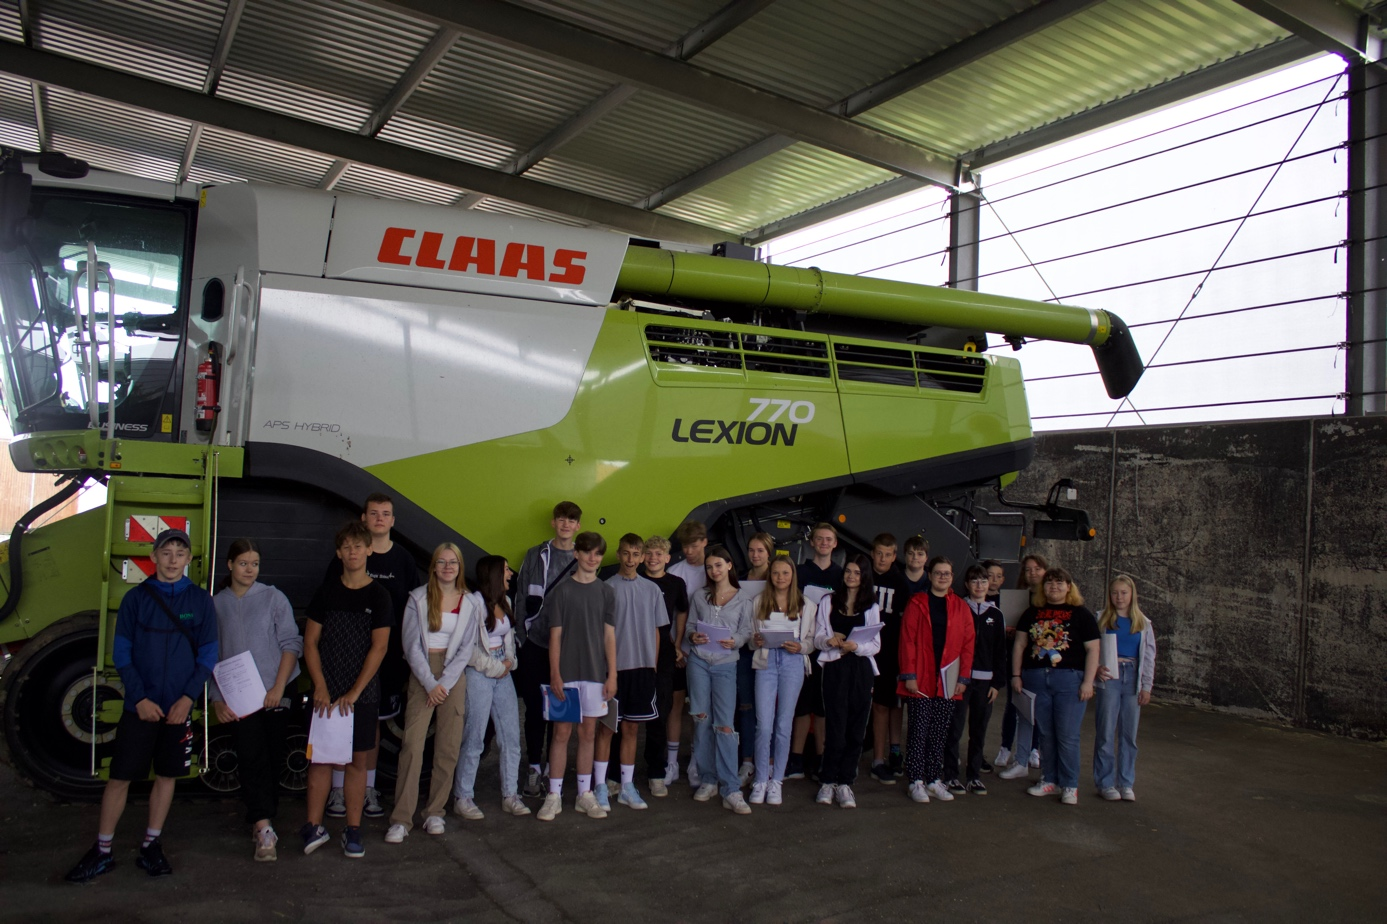 CLAAS
770
LEXION
APS HYBRID